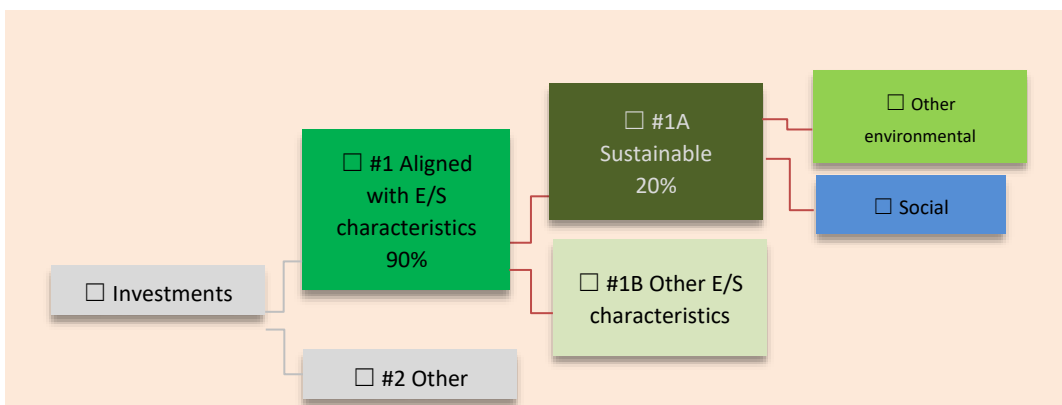 ☐ Investments
☐ #1 Aligned
with E/S
characteristics
90%
☐ #2 Other
☐ #1A
Sustainable
20%
☐ #1B Other E/S
characteristics
☐ Other
environmental
☐ Social